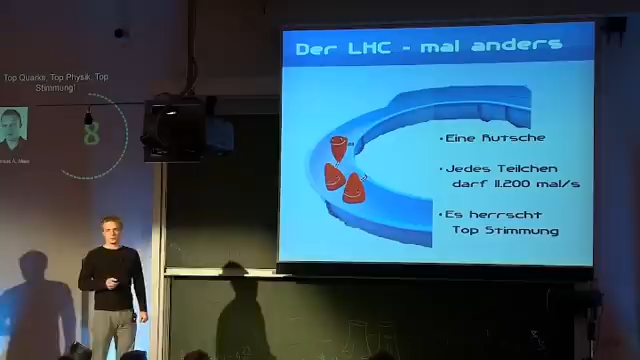 Top Quarks, Top Physik, Top
Stimmung!
8
Der LHC - mal anders
• Eine Rutsche
• Jedes Teilchen
darf 11.200 mal/s
• Es herrscht
Top Stimmung